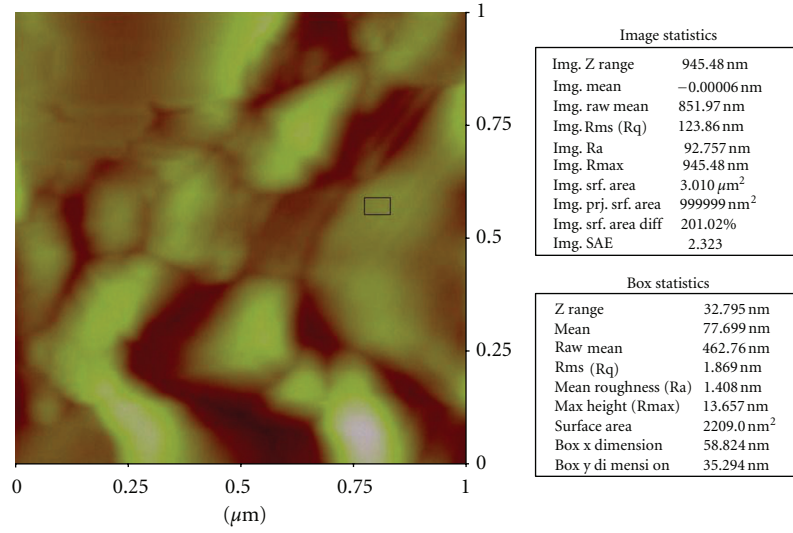 1
0.75
0.5
0.25
0
0 0.25 0.5 0.75 1
(μm)
Image statistics
Img. Z range 945.48 nm
Img. mean −0.00006 nm
Img. raw mean 851.97 nm
Img. Rms (Rq) 123.86 nm
Img. Ra 92.757 nm
Img. Rmax 945.48 nm
Img. srf. area 3.010 μm²
Img. prj. srf. area 999999 nm²
Img. srf. area diff 201.02%
Img. SAE 2.323
Box statistics
Z range 32.795 nm
Mean 77.699 nm
Raw mean 462.76 nm
Rms (Rq) 1.869 nm
Mean roughness (Ra) 1.408 nm
Max height (Rmax) 13.657 nm
Surface area 2209.0 nm²
Box x dimension 58.824 nm
Box y di mensi on 35.294 nm